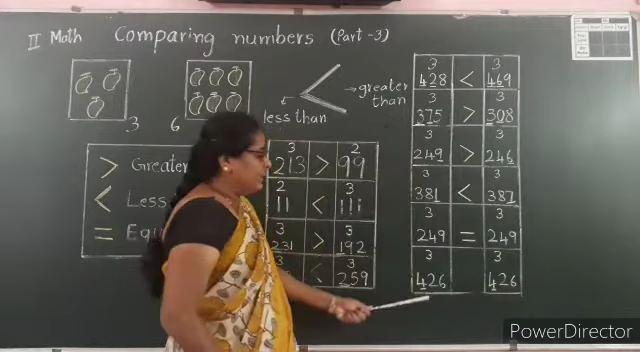 II Math Comparing numbers (Part-3)
3 6
less than greater than
> Greater
< Less
= Equ
3 2
213 > 99
2 3
11 < 111
3 3
231 > 192
3
< 259
3 3
428 < 469
3 3
375 > 308
3 3
249 > 246
3 3
381 < 387
3 3
249 = 249
3 3
426 426
PowerDirector